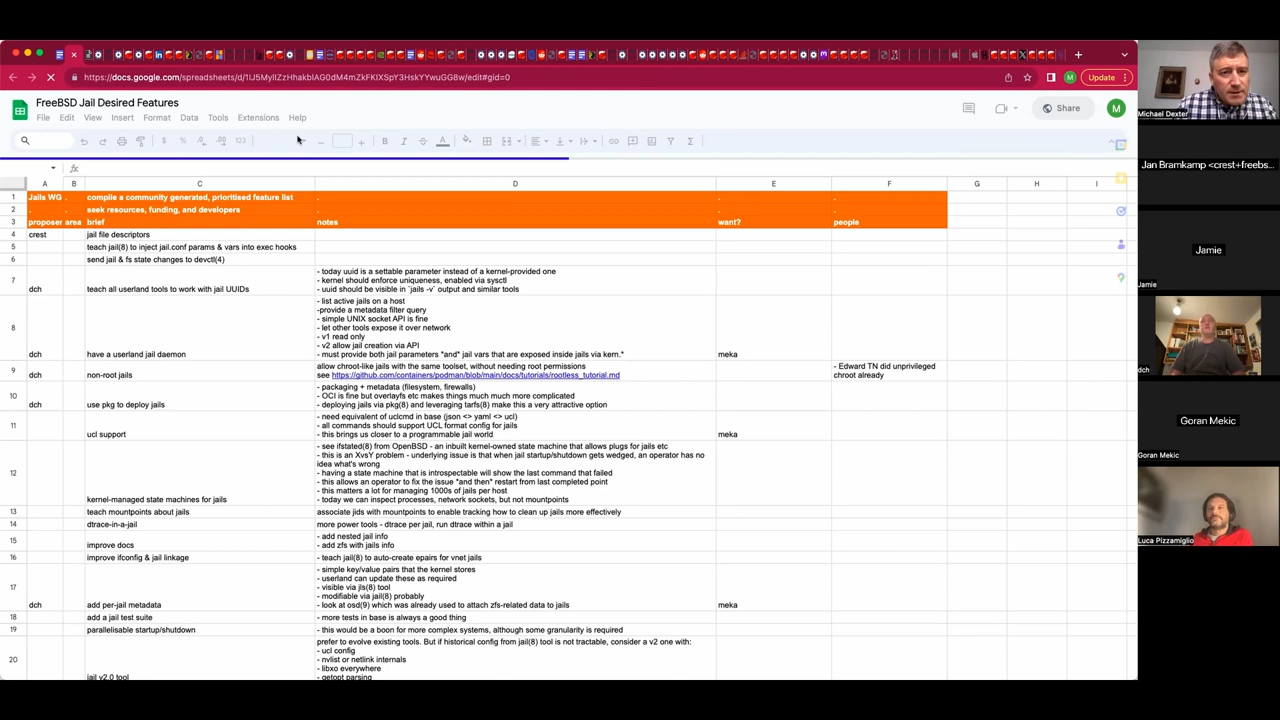 https://docs.google.com/spreadsheets/d/1IJ5MyIlZzHhakbIAG0dM4mZkFKIXSpY3HskYYwuGG8w/edit#gid=0
M
Update
FreeBSD Jail Desired Features
File Edit View Insert Format Data Tools Extensions Help
Share
M
$ % .0 .00 123 B I A
fx
A B C D E F G H I
1 Jails WG . compile a community generated, prioritised feature list . . .
2 . . seek resources, funding, and developers . . .
3 proposer area brief notes want? people
4 crest jail file descriptors
5 teach jail(8) to inject jail.conf params & vars into exec hooks
6 send jail & fs state changes to devctl(4)
- today uuid is a settable parameter instead of a kernel-provided one
7 - kernel should enforce uniqueness, enabled via sysctl
dch teach all userland tools to work with jail UUIDs - uuid should be visible in `jails -v` output and similar tools
- list active jails on a host
-provide a metadata filter query
- simple UNIX socket API is fine
8 - let other tools expose it over network
- v1 read only
- v2 allow jail creation via API
dch have a userland jail daemon - must provide both jail parameters *and* jail vars that are exposed inside jails via kern.* meka
9 allow chroot-like jails with the same toolset, without needing root permissions - Edward TN did unprivileged
dch non-root jails see https://github.com/containers/podman/blob/main/docs/tutorials/rootless_tutorial.md chroot already
- packaging + metadata (filesystem, firewalls)
10 - OCI is fine but overlayfs etc makes things much much more complicated
dch use pkg to deploy jails - deploying jails via pkg(8) and leveraging tarfs(8) make this a very attractive option
- need equivalent of uclcmd in base (json <> yaml <> ucl)
11 - all commands should support UCL format config for jails
ucl support - this brings us closer to a programable jail world meka
- see ifstated(8) from OpenBSD - an inbuilt kernel-owned state machine that allows plugs for jails etc
- this is an XvsY problem - underlying issue is that when jail startup/shutdown gets wedged, an operator has no
idea what's wrong
12 - having a state machine that is introspectable will show the last command that failed
- this allows an operator to fix the issue *and then* restart from last completed point
- this matters a lot for managing 1000s of jails per host
kernel-managed state machines for jails - today we can inspect processes, network sockets, but not mountpoints
13 teach mountpoints about jails associate jids with mountpoints to enable tracking how to clean up jails more effectively
14 dtrace-in-a-jail more power tools - dtrace per jail, run dtrace within a jail
15 - add nested jail info
improve docs - add zfs with jails info
16 improve ifconfig & jail linkage - teach jail(8) to auto-create epairs for vnet jails
- simple key/value pairs that the kernel stores
- userland can update these as required
17 - visible via jls(8) tool
- modifiable via jail(8) probably
dch add per-jail metadata - look at osd(9) which was already used to attach zfs-related data to jails meka
18 add a jail test suite - more tests in base is always a good thing
19 parallelisable startup/shutdown - this would be a boon for more complex systems, although some granularity is required
prefer to evolve existing tools. But if historical config from jail(8) tool is not tractable, consider a v2 one with:
- ucl config
20 - nvlist or netlink internals
- libxo everywhere
jail v2.0 tool - getopt parsing
Michael Dexter
Jan Bramkamp <crest+freebs...
Jamie
Jamie
dch
Goran Mekic
Goran Mekic
Luca Pizzamiglio